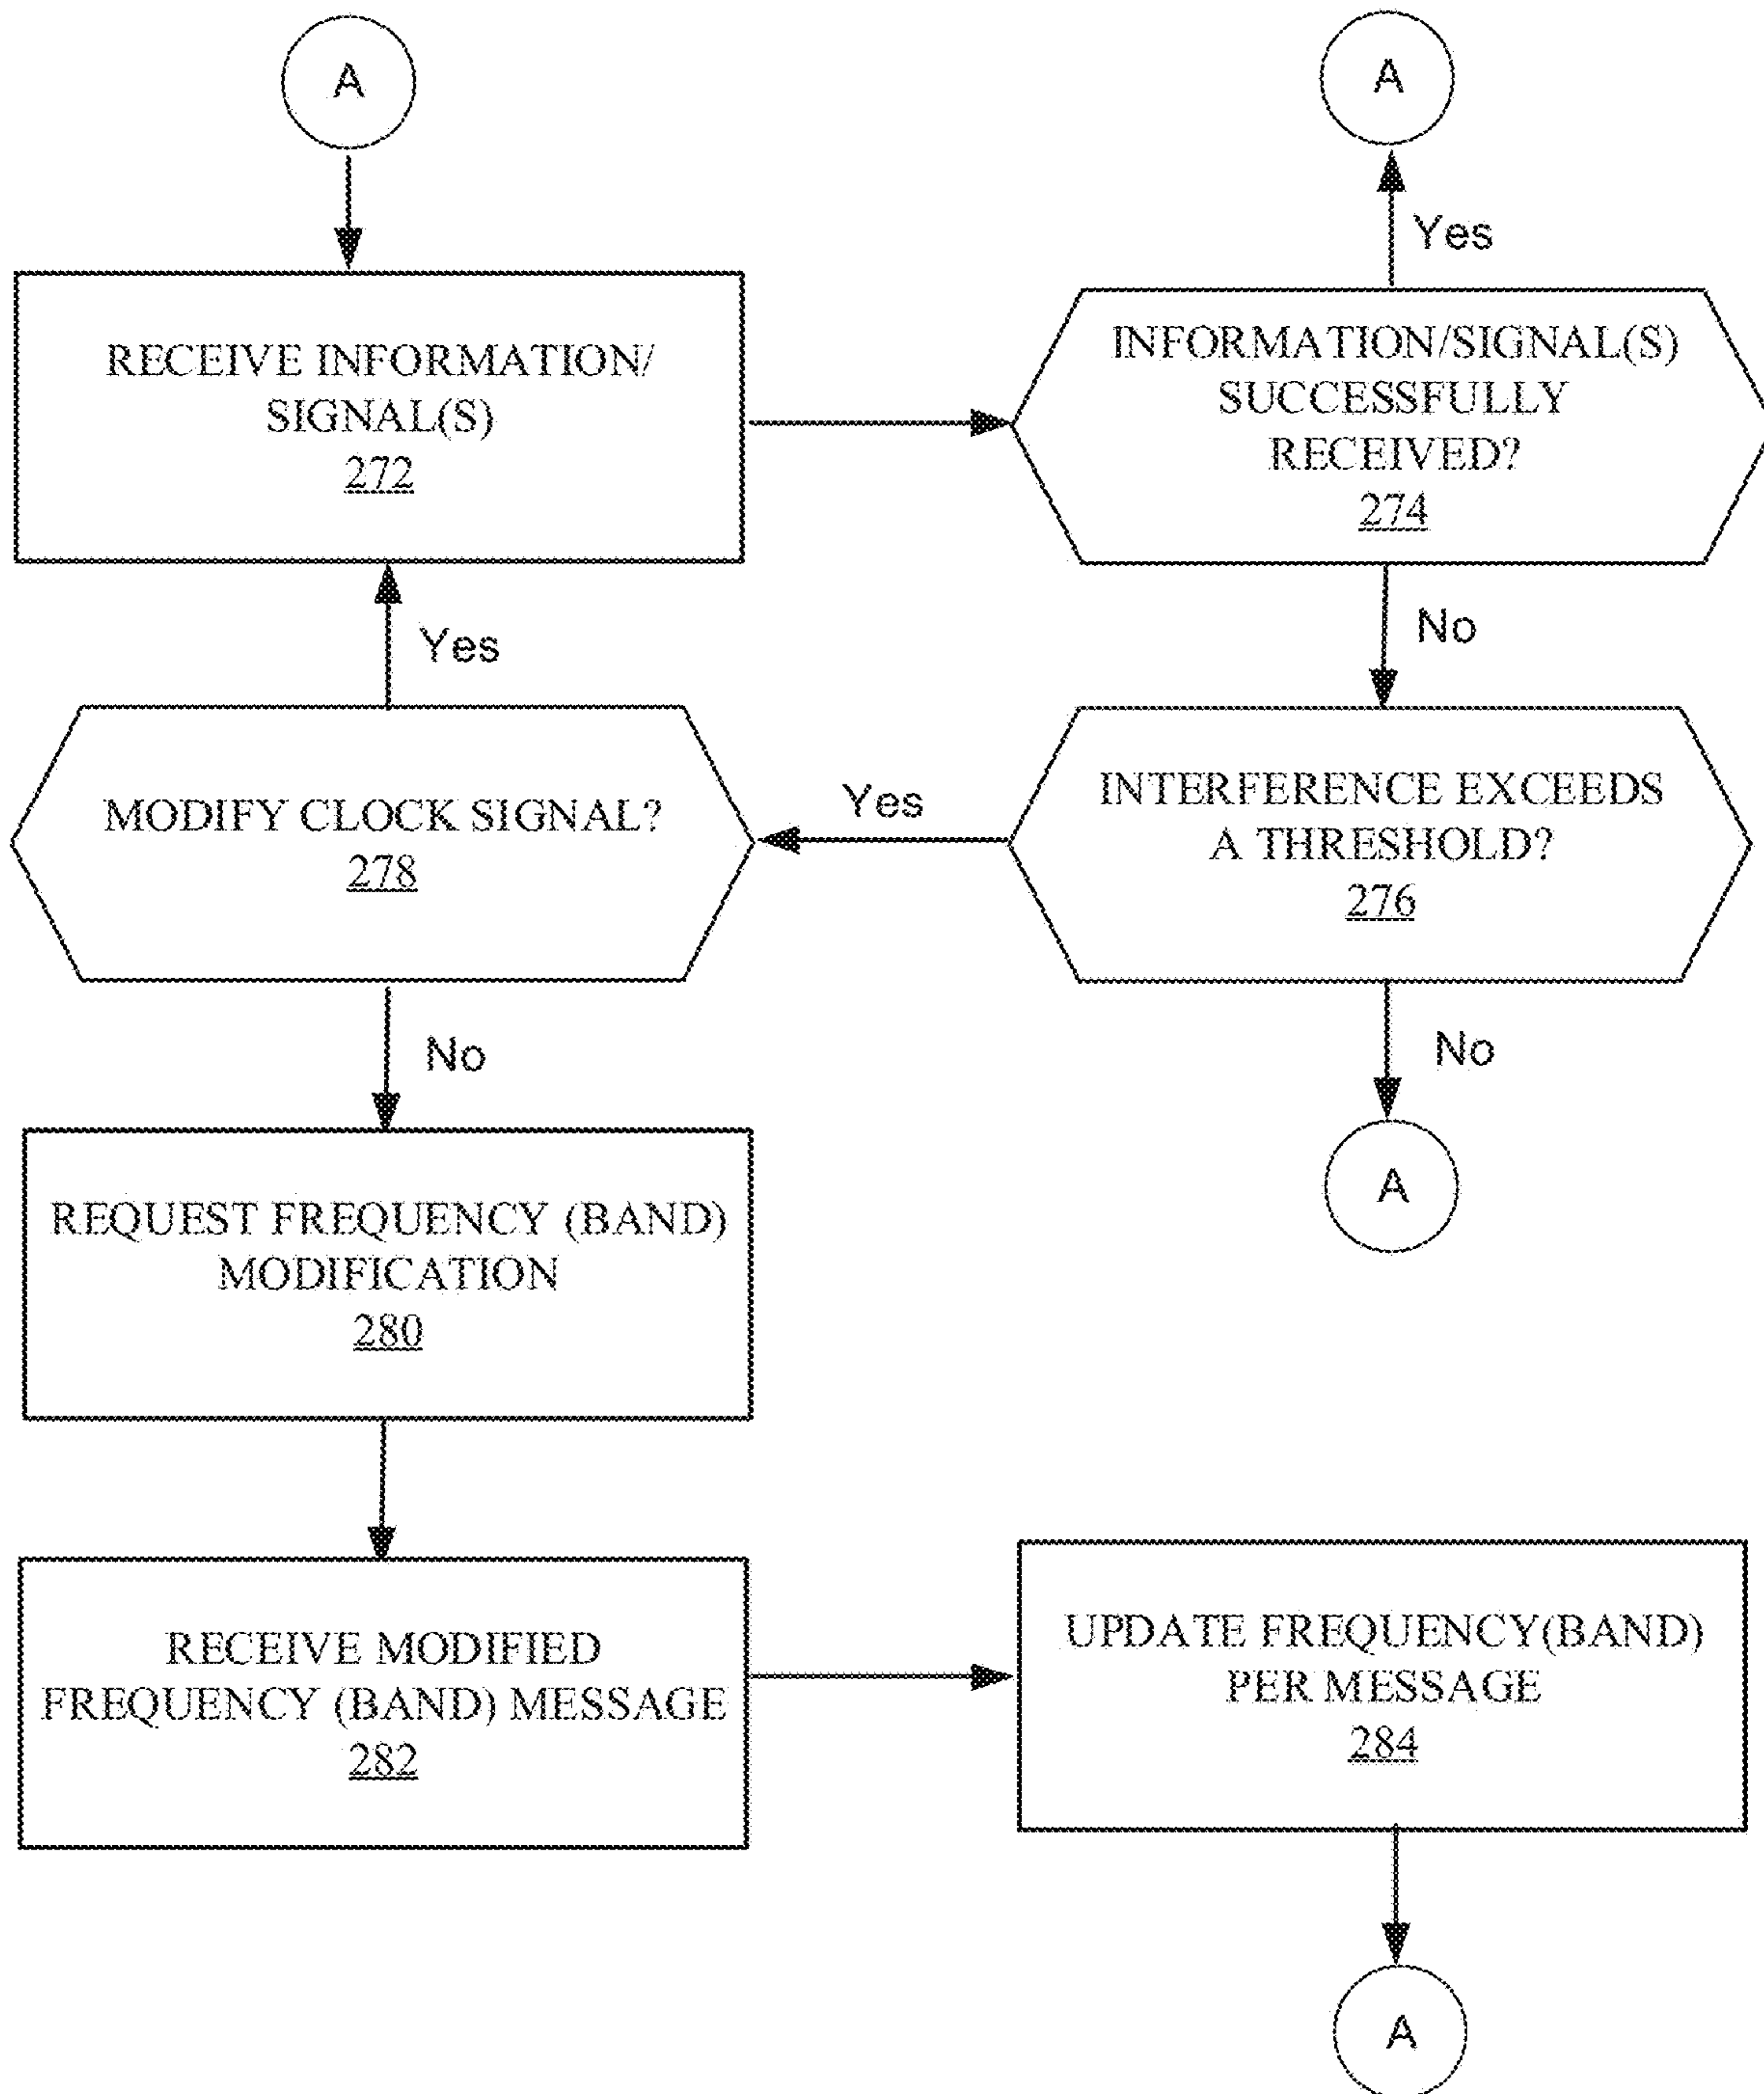 A
A
Yes
RECEIVE INFORMATION/
SIGNAL(S)
272
INFORMATION/SIGNAL(S)
SUCCESSFULLY
RECEIVED?
274
Yes
No
MODIFY CLOCK SIGNAL?
278
Yes
INTERFERENCE EXCEEDS
A THRESHOLD?
276
No
No
A
REQUEST FREQUENCY (BAND)
MODIFICATION
280
RECEIVE MODIFIED
FREQUENCY (BAND) MESSAGE
282
UPDATE FREQUENCY(BAND)
PER MESSAGE
284
A